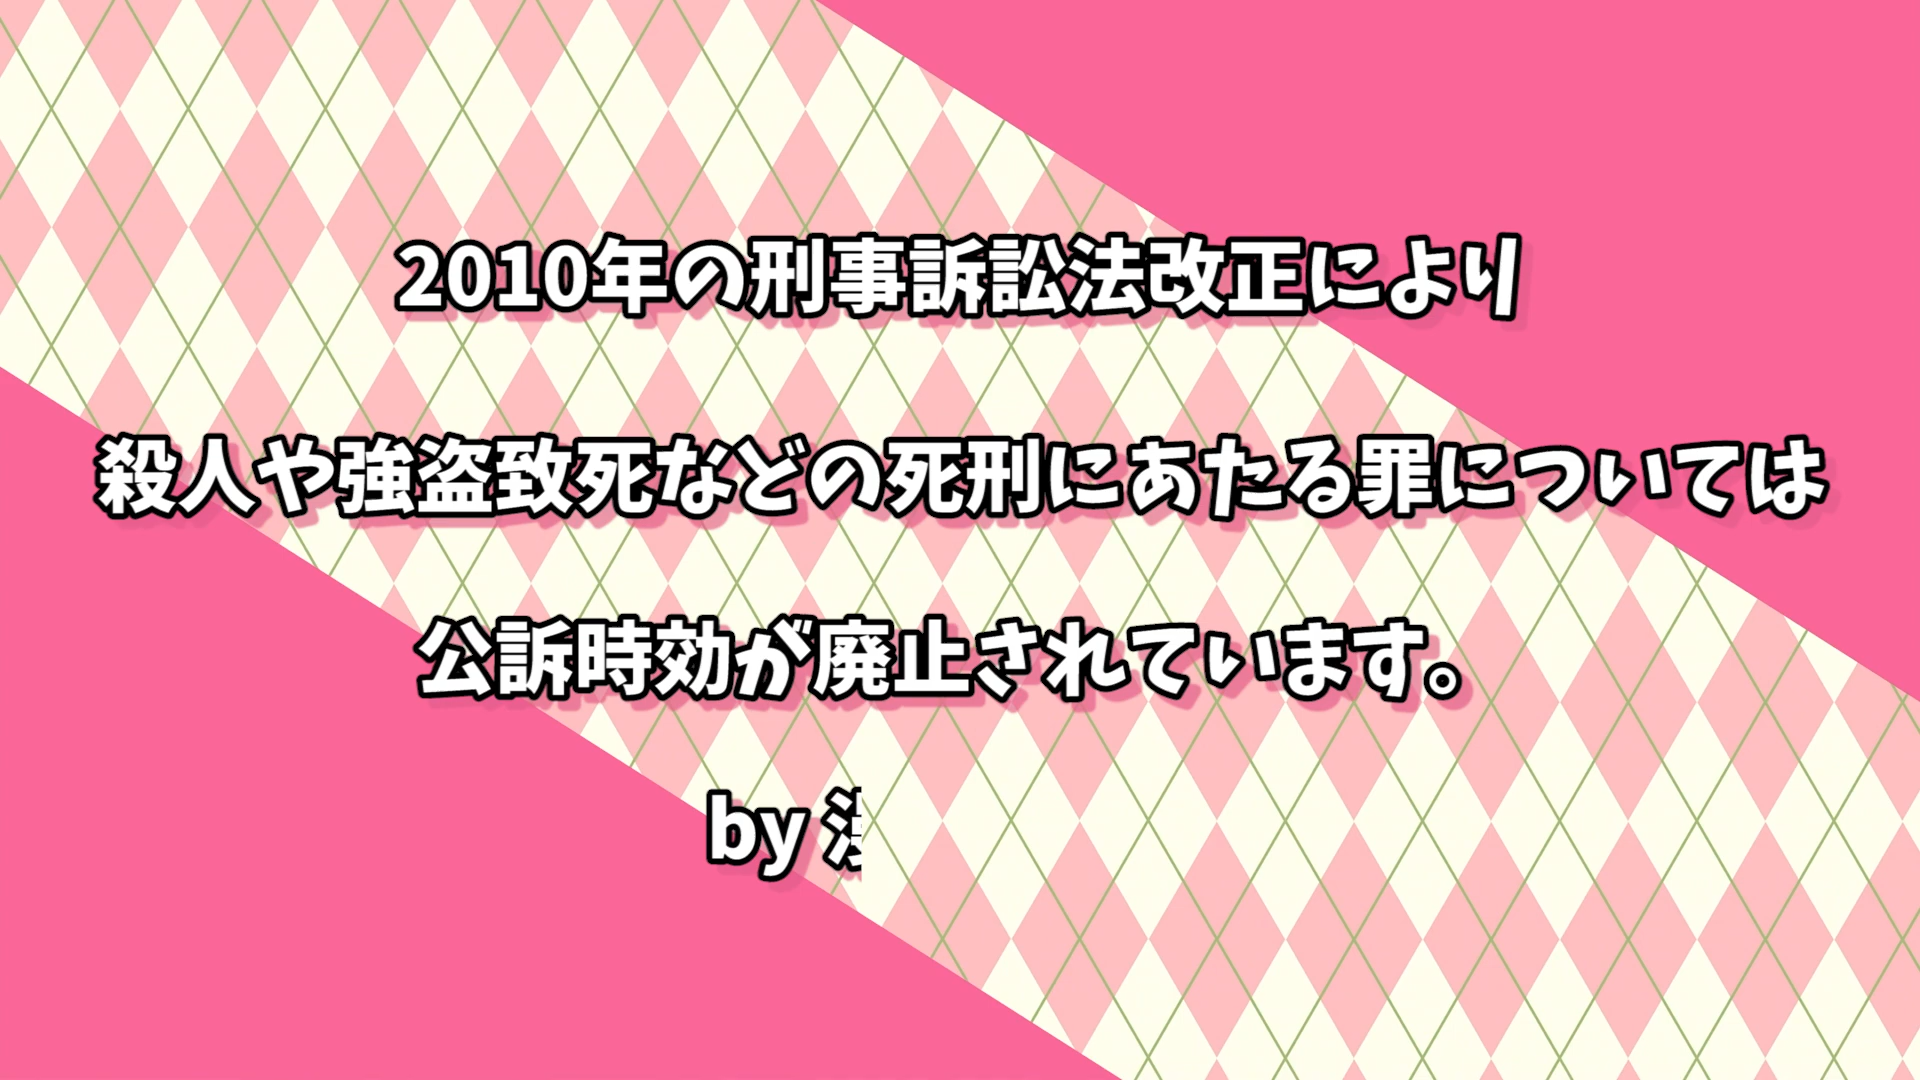 2010年の刑事訴訟法改正により
殺人や強盗致死などの死刑にあたる罪については
公訴時効が廃止されています。
by